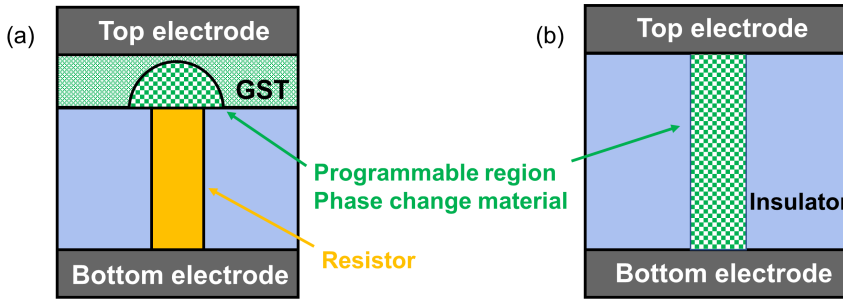 (a)
Top electrode
GST
Programmable region
Phase change material
Resistor
Bottom electrode
(b)
Top electrode
Insulator
Bottom electrode